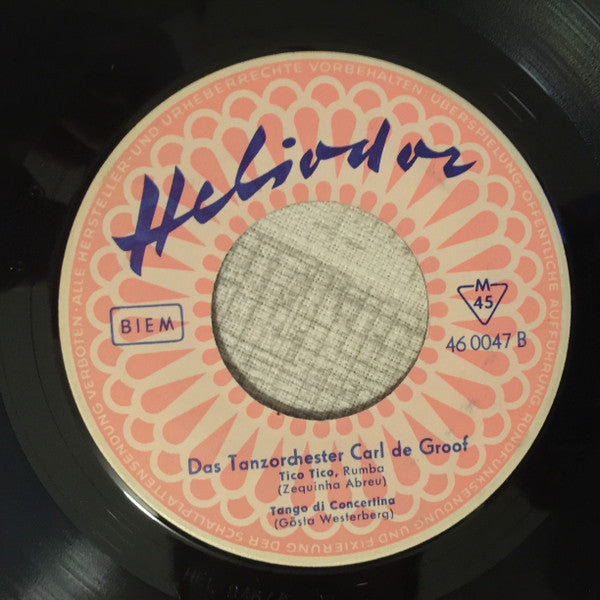 ALLE HERSTELLER- UND URHEBERRECHTE VORBEHALTEN · ÜBERSPIELUNG, ÖFFENTLICHE AUFFÜHRUNG RUNDFUNKSENDUNG UND FIXIERUNG DER SCHALLPLATTENSENDUNG VERBOTEN ·
Heliodor
BIEM
M
45
46 0047 B
Das Tanzorchester Carl de Groof
Tico Tico, Rumba
(Zequinha Abreu)
Tango di Concertina
(Gösta Westerberg)